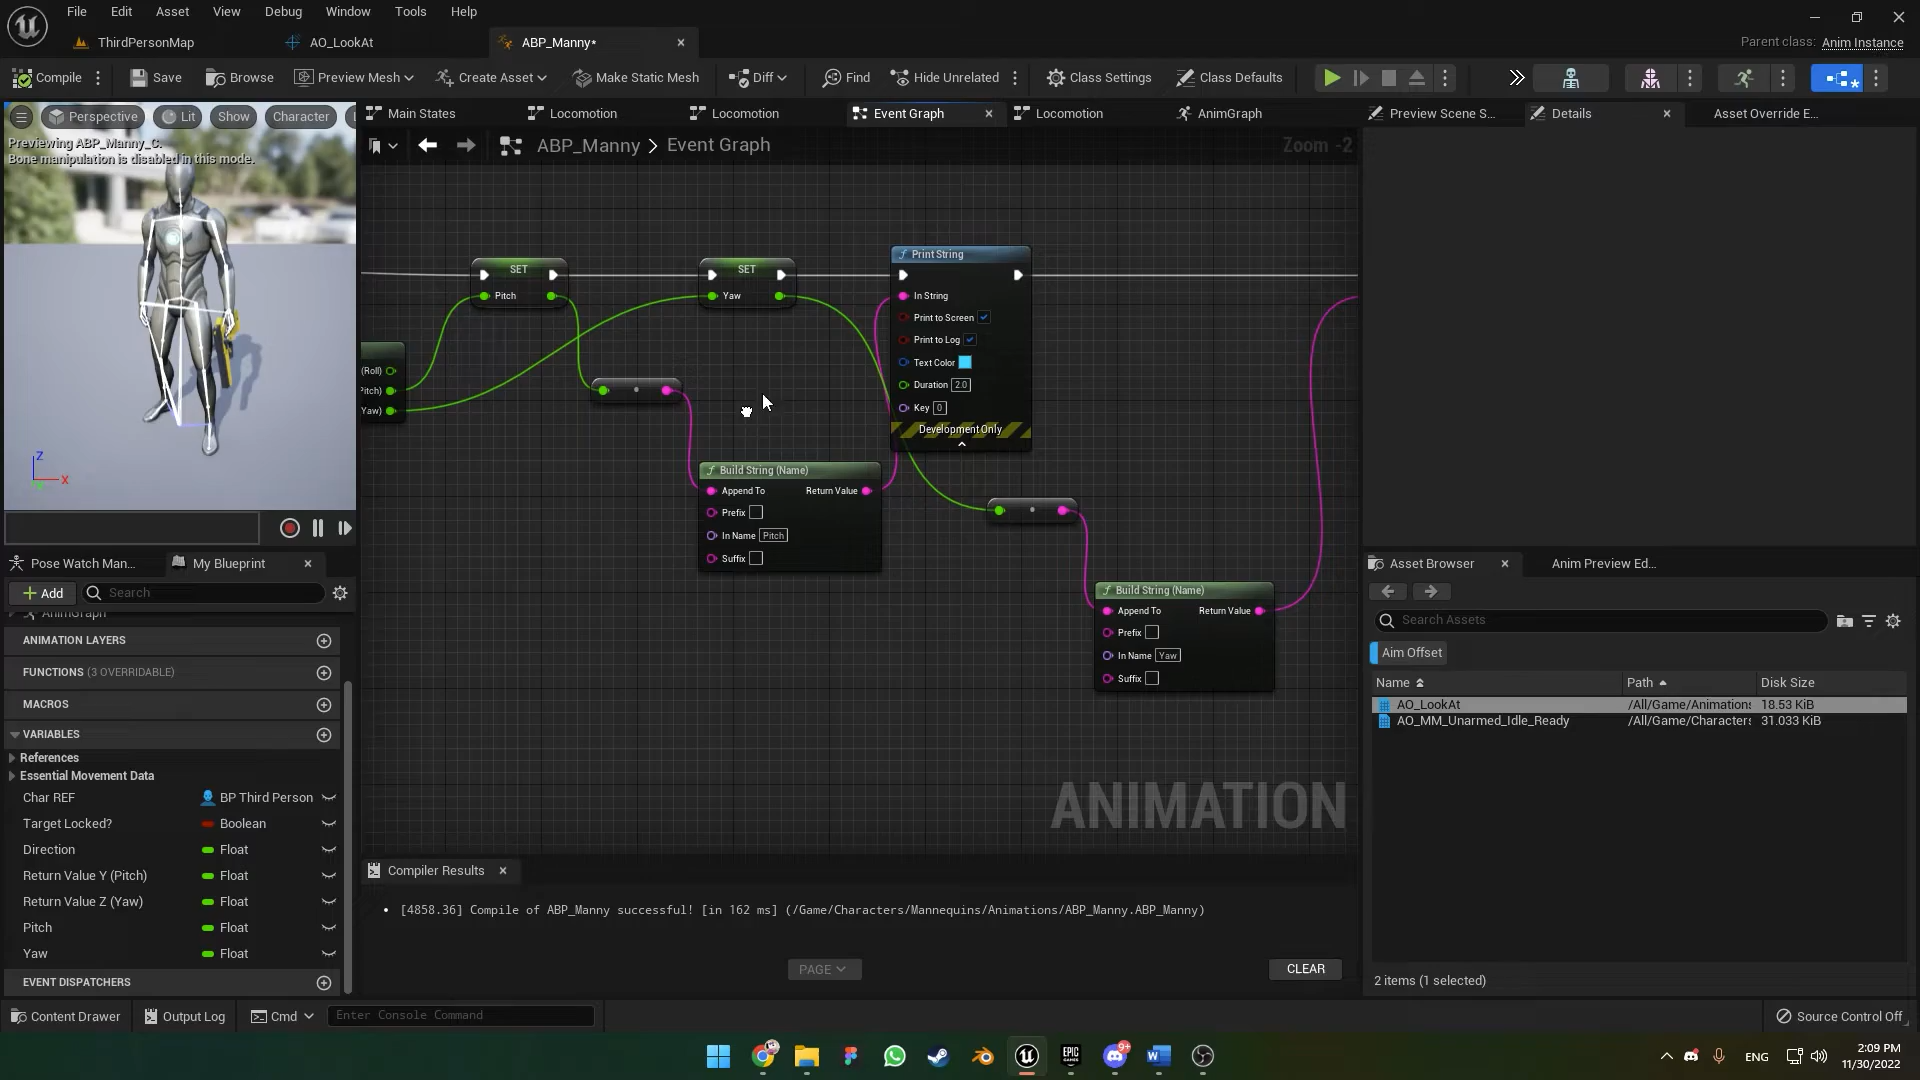 File Edit Asset View Debug Window Tools Help
ThirdPersonMap AO_LookAt ABP_Manny*
Parent class: Anim Instance
Compile Save Browse Preview Mesh Create Asset Make Static Mesh Diff Find Hide Unrelated Class Settings Class Defaults
Perspective Lit Show Character
Previewing ABP_Manny_C.
Bone manipulation is disabled in this mode.
Z
X
Main States Locomotion Locomotion Event Graph Locomotion AnimGraph
ABP_Manny > Event Graph
Zoom -2
SET
Pitch
SET
Yaw
Print String
In String
Print to Screen
Print to Log
Text Color
Duration 2.0
Key 0
Development Only
(Roll)
Pitch)
Yaw)
Build String (Name)
Append To Return Value
Prefix
In Name Pitch
Suffix
Build String (Name)
Append To Return Value
Prefix
In Name Yaw
Suffix
ANIMATION
Preview Scene S... Details Asset Override E...
Pose Watch Man... My Blueprint
Add Search
AnimGraph
ANIMATION LAYERS
FUNCTIONS (3 OVERRIDABLE)
MACROS
VARIABLES
References
Essential Movement Data
Char REF BP Third Person
Target Locked? Boolean
Direction Float
Return Value Y (Pitch) Float
Return Value Z (Yaw) Float
Pitch Float
Yaw Float
EVENT DISPATCHERS
Compiler Results
[4858.36] Compile of ABP_Manny successful! [in 162 ms] (/Game/Characters/Mannequins/Animations/ABP_Manny.ABP_Manny)
PAGE
CLEAR
Asset Browser Anim Preview Ed...
Search Assets
Aim Offset
Name Path Disk Size
AO_LookAt /All/Game/Animations 18.53 KiB
AO_MM_Unarmed_Idle_Ready /All/Game/Characters 31.033 KiB
2 items (1 selected)
Content Drawer Output Log Cmd Enter Console Command Source Control Off
EPIC GAMES
9+
ENG
2:09 PM
11/30/2022